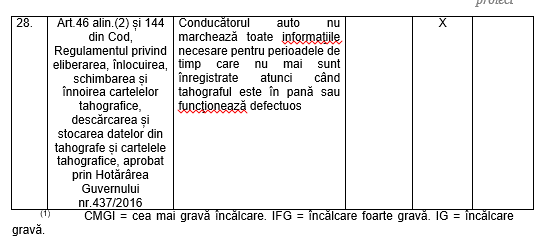 proiect
28.
Art.46 alin.(2) și 144
din Cod,
Regulamentul privind
eliberarea, înlocuirea,
schimbarea și
înnoirea cartelelor
tahografice,
descărcarea și
stocarea datelor din
tahografe și cartelele
tahografice, aprobat
prin Hotărârea
Guvernului
nr.437/2016
Conducătorul auto nu
marchează toate informațiile
necesare pentru perioadele de
timp care nu mai sunt
înregistrate atunci când
tahograful este în pană sau
funcționează defectuos
X
(1) CMGI = cea mai gravă încălcare. IFG = încălcare foarte gravă. IG = încălcare
gravă.